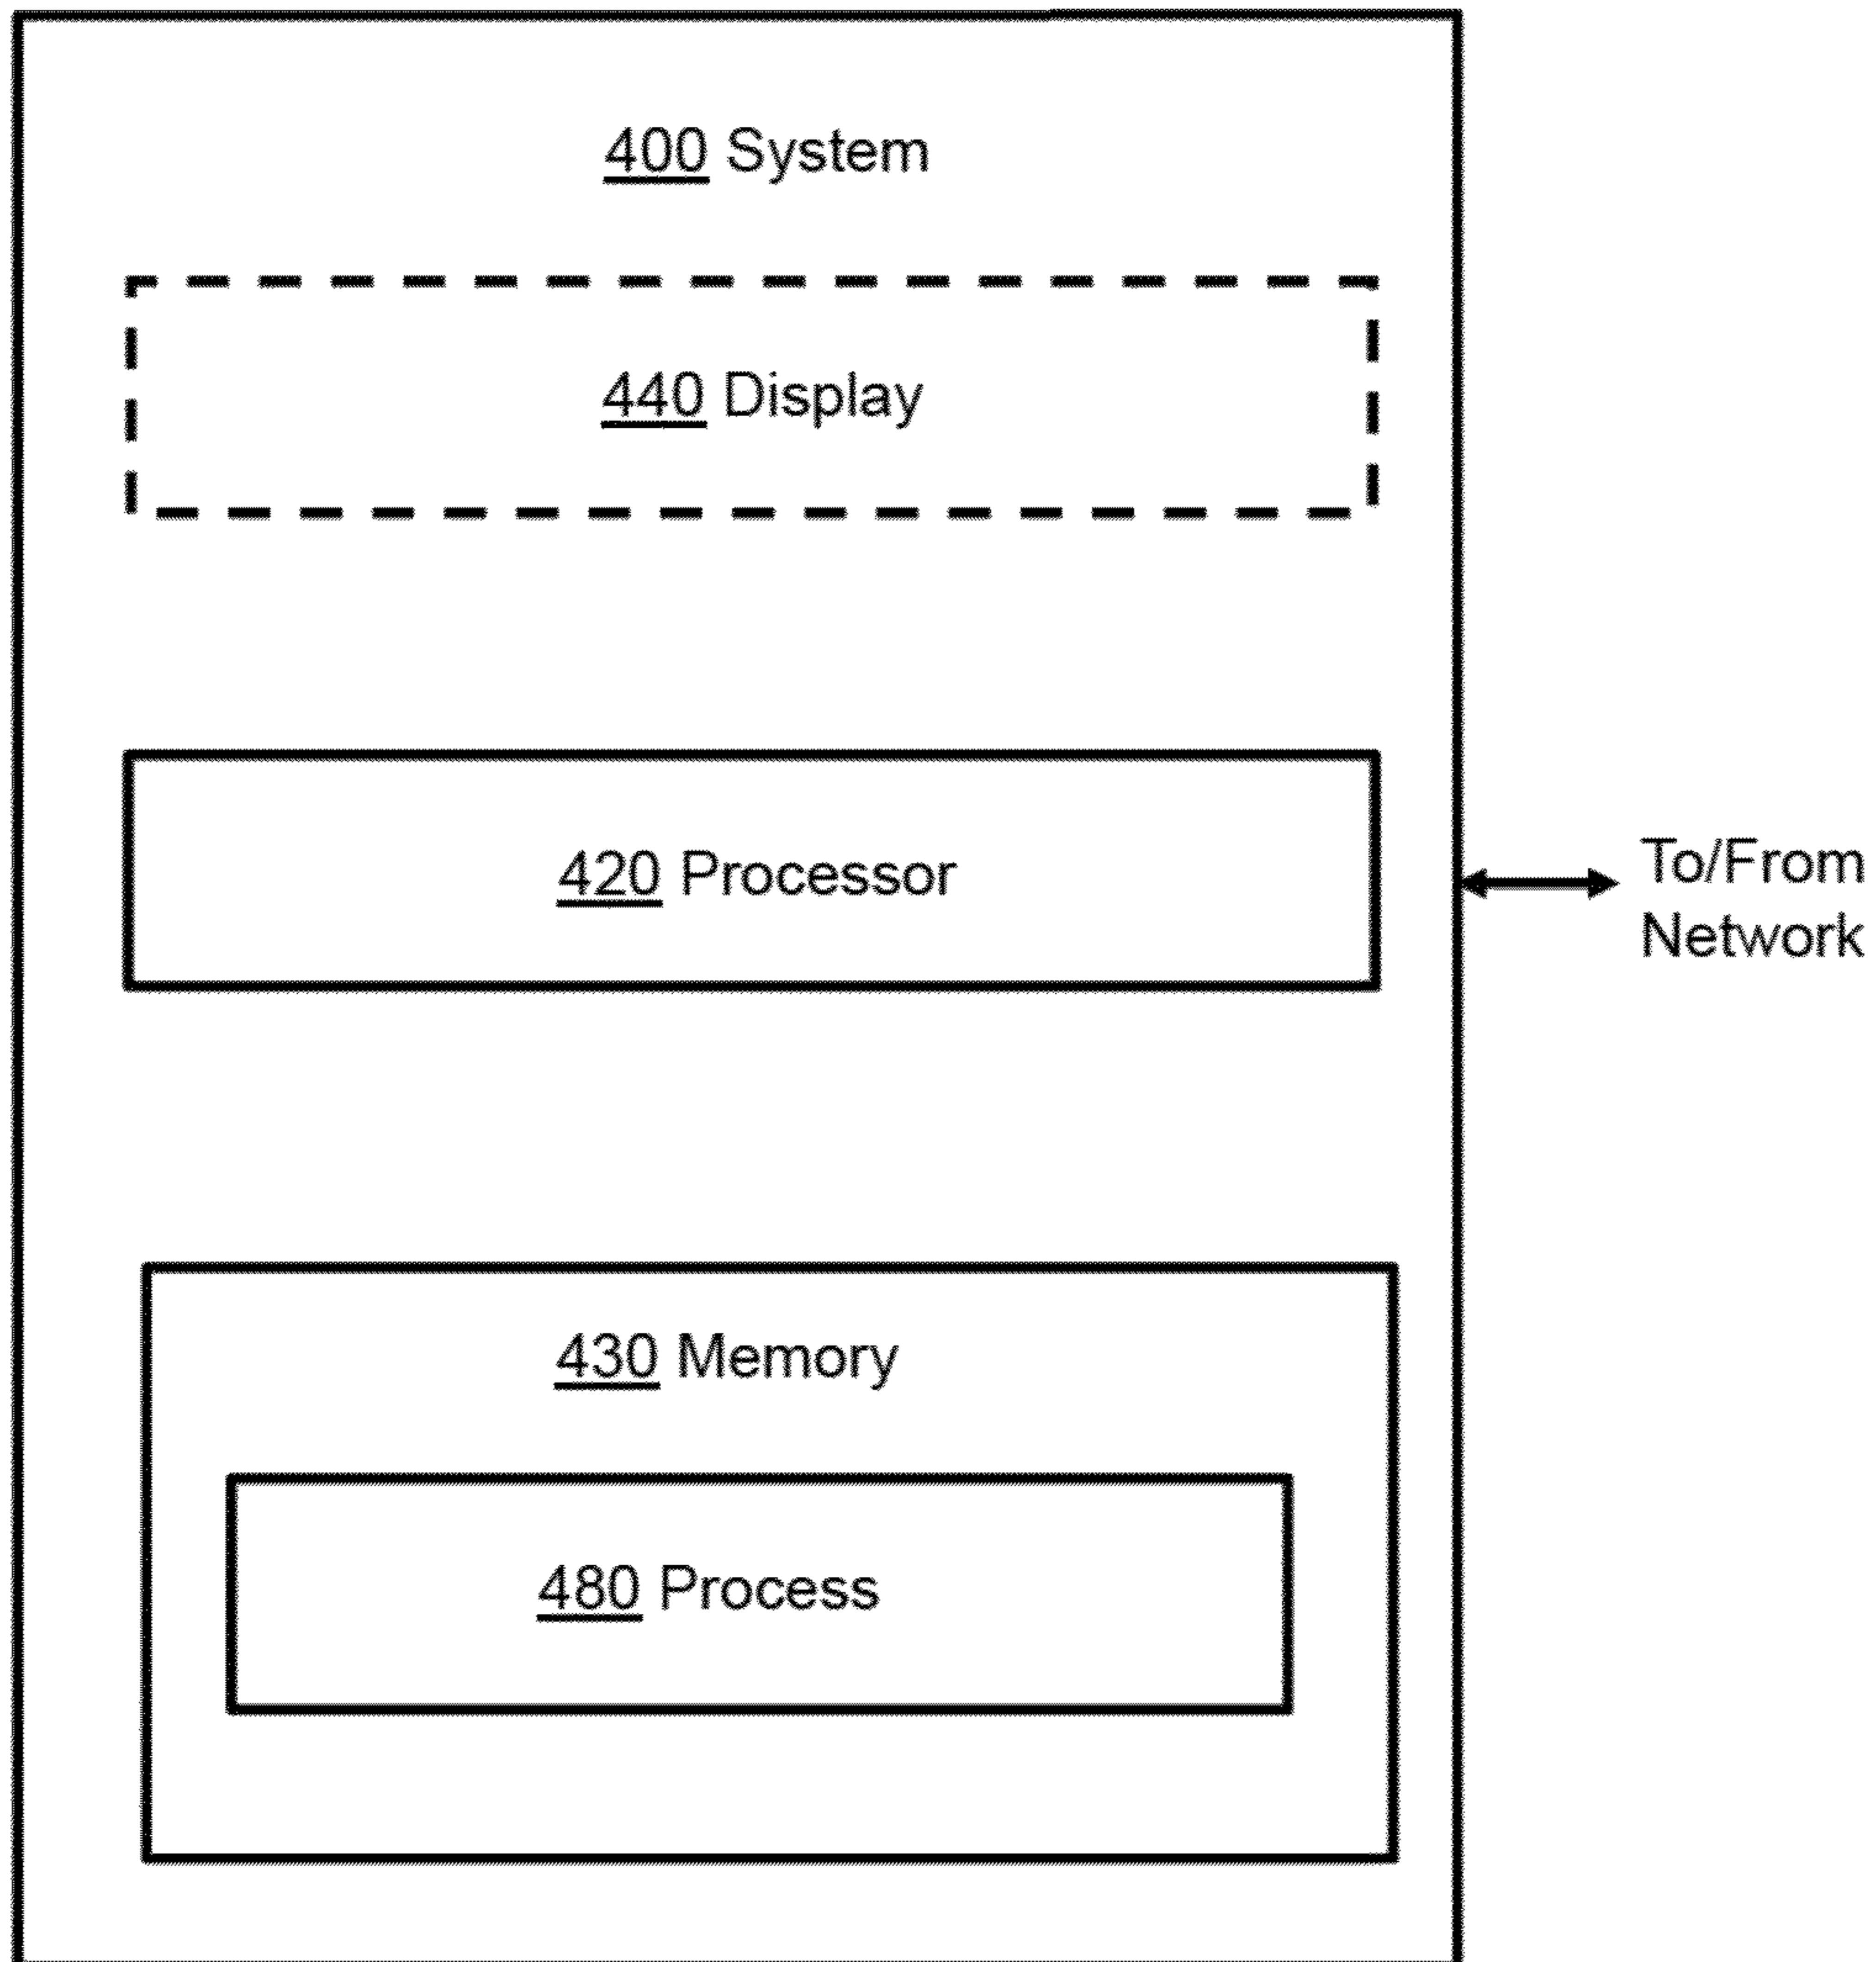 400 System
440 Display
420 Processor
To/From
Network
430 Memory
480 Process